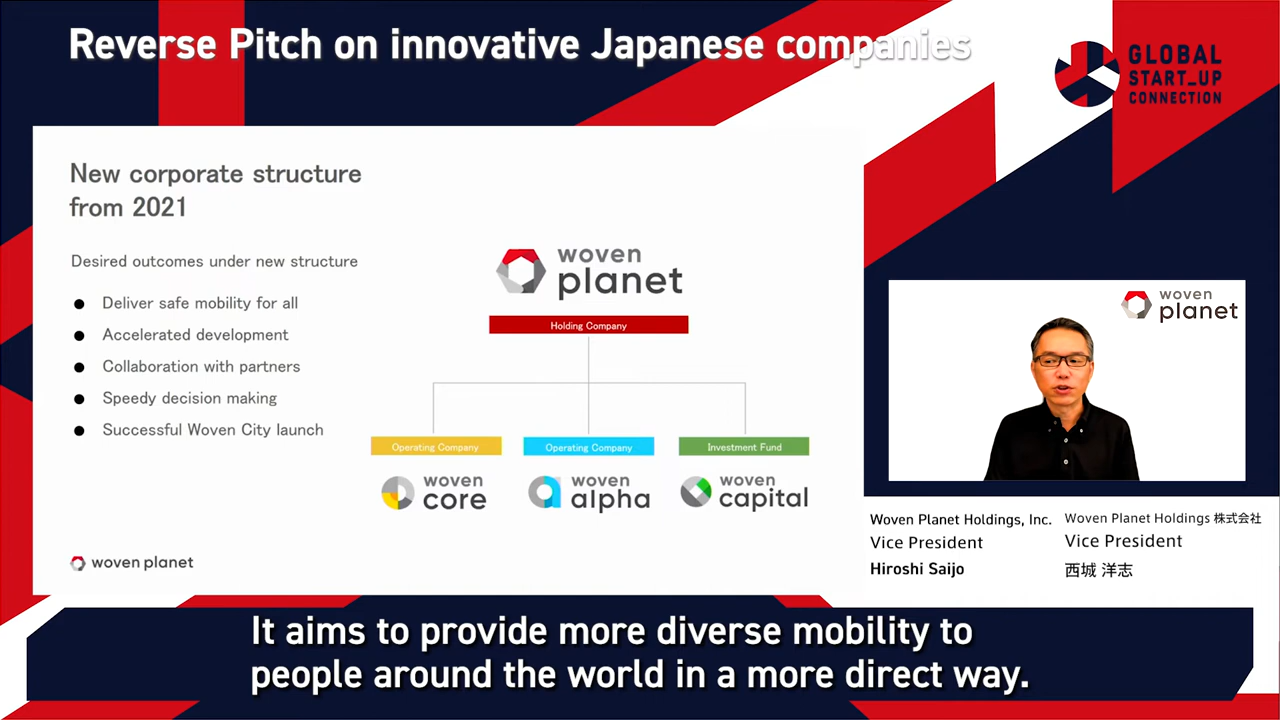 Reverse Pitch on innovative Japanese companies
GLOBAL
START_UP
CONNECTION
New corporate structure
from 2021
Desired outcomes under new structure
● Deliver safe mobility for all
● Accelerated development
● Collaboration with partners
● Speedy decision making
● Successful Woven City launch
woven
planet
Holding Company
Operating Company
Operating Company
Investment Fund
woven
core
woven
alpha
woven
capital
woven planet
woven
planet
Woven Planet Holdings, Inc.
Vice President
Hiroshi Saijo
Woven Planet Holdings 株式会社
Vice President
西城 洋志
It aims to provide more diverse mobility to
people around the world in a more direct way.